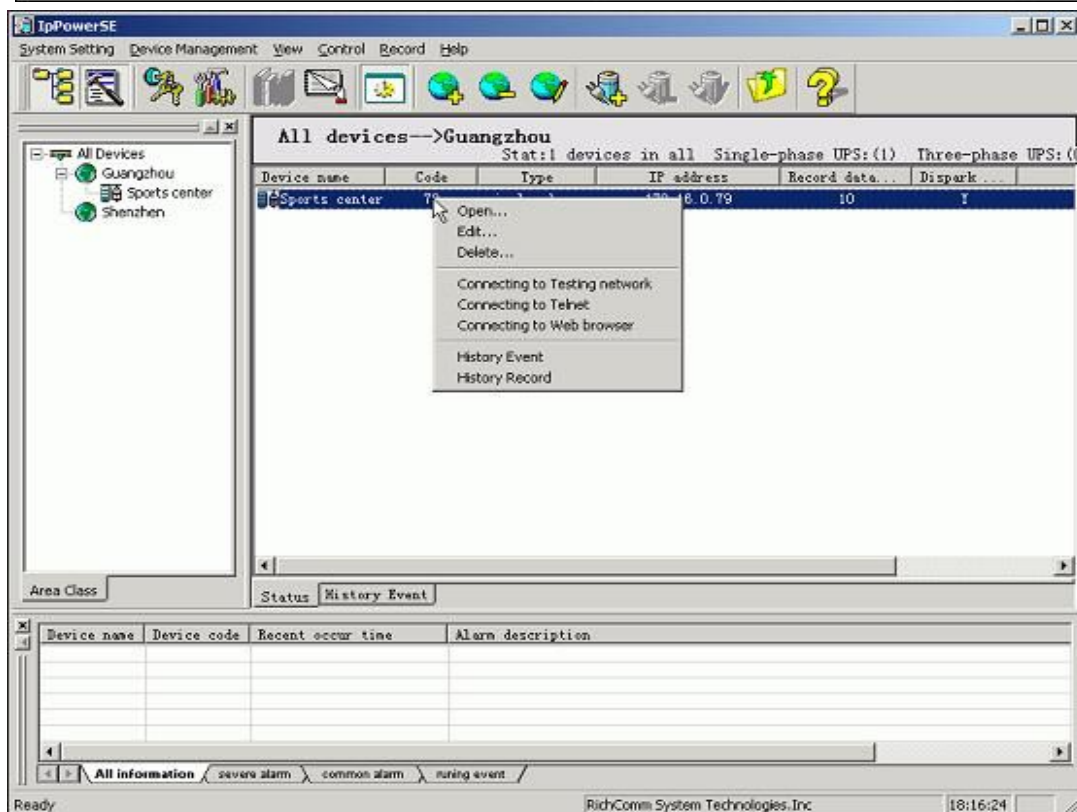 IpPowerSE
System Setting Device Management View Control Record Help
All Devices
Guangzhou
Sports center
Shenzhen
Area Class
All devices-->Guangzhou
Stat:1 devices in all Single-phase UPS:(1) Three-phase UPS:(
Device name Code Type IP address Record data... Dispark ...
Sports center 6.0.79 10 Y
Open...
Edit...
Delete...
Connecting to Testing network
Connecting to Telnet
Connecting to Web browser
History Event
History Record
Status History Event
Device name Device code Recent occur time Alarm description
All information severe alarm common alarm runing event
Ready RichComm System Technologies.Inc 18:16:24